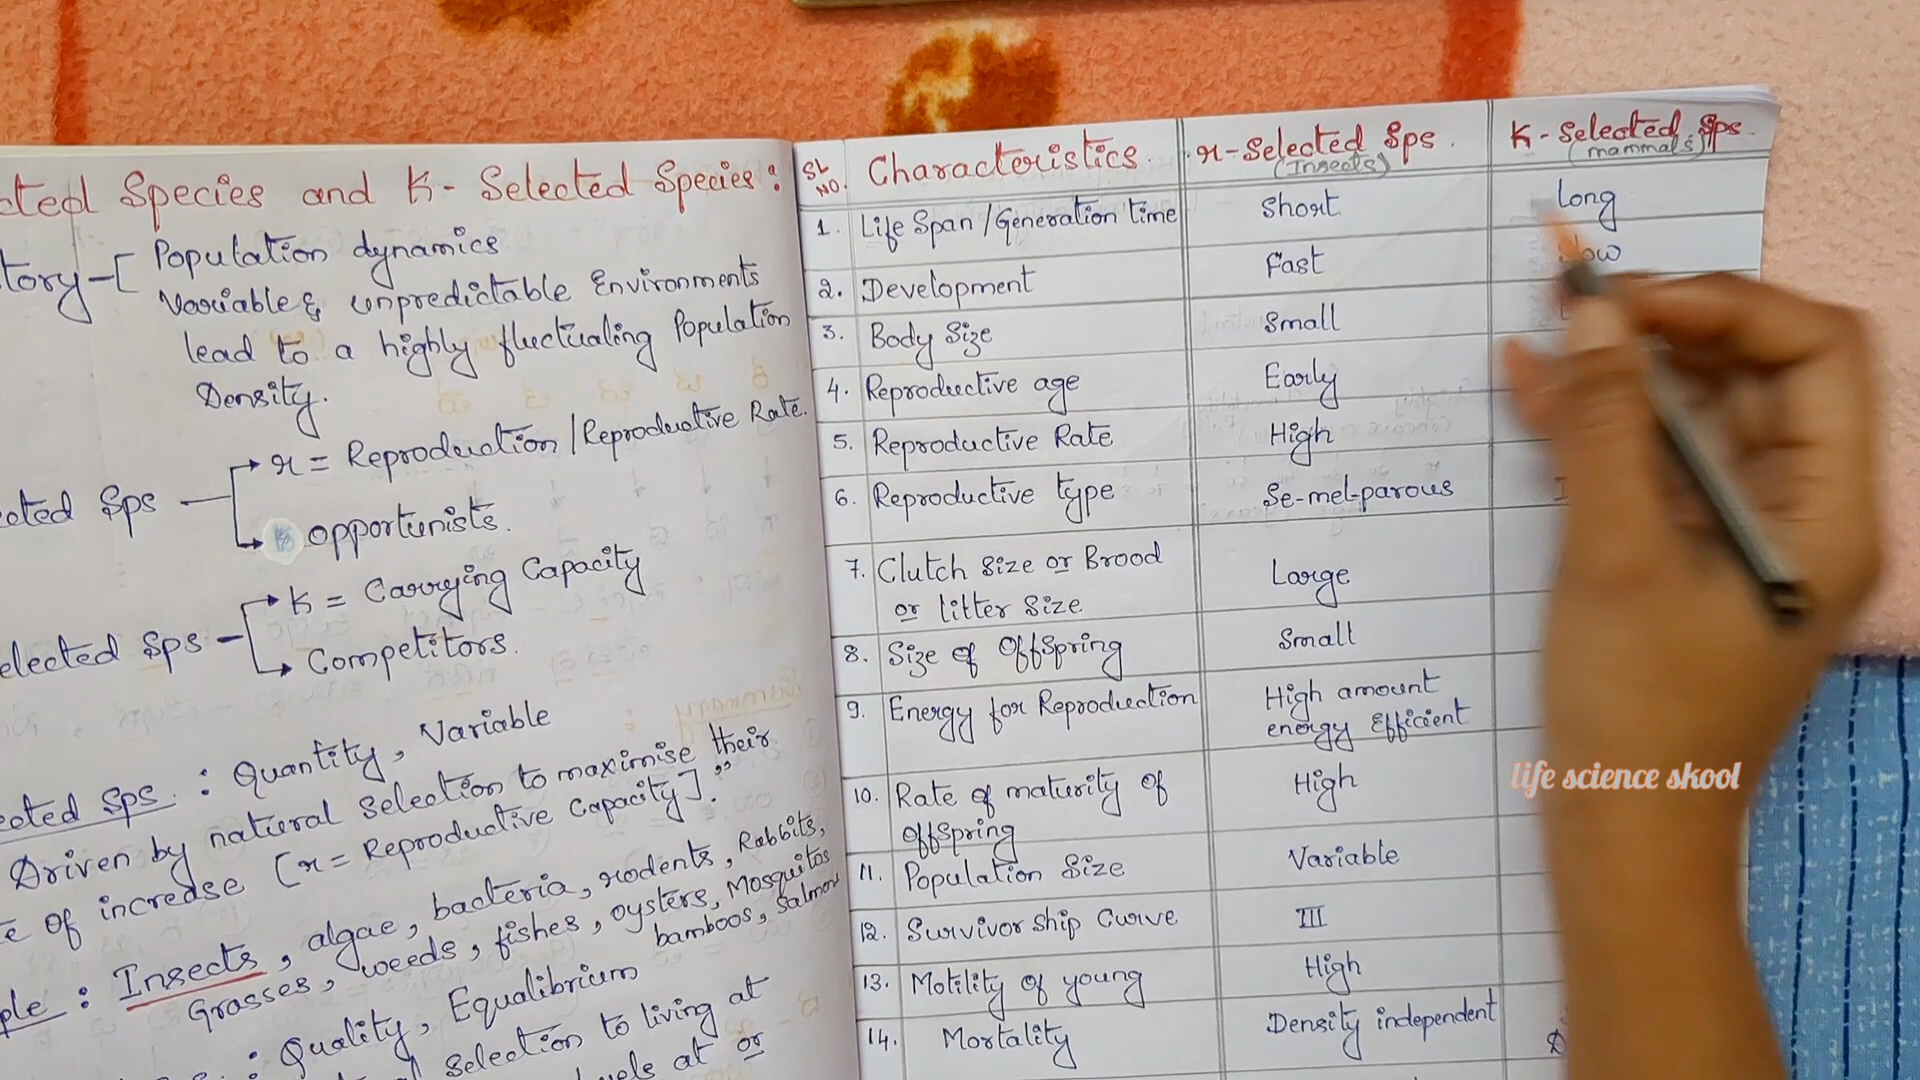 cted Species and K- Selected Species:
tory-[ Population dynamics
Variable & unpredictable Environments
lead to a highly fluctuating Population
Density.
cted Sps
r = Reproduction / Reproductive Rate.
opportunists.
elected Sps
K = Carrying Capacity
Competitors.
cted Sps. : Quantity, Variable
Driven by natural Selection to maximise their
e of increase [r = Reproductive Capacity].”
ple : Insects, algae, bacteria, rodents, Rabbits,
Grasses, weeds, fishes, oysters, Mosquitos
bamboos, Salmons
: Quality, Equalibrium
Selection to living at
at or
SL NO. Characteristics r-Selected Sps. (Insects) K-Selected Sps. (mammals)
1. Life Span / Generation time Short Long
2. Development Fast Slow
3. Body Size Small
4. Reproductive age Early
5. Reproductive Rate High
6. Reproductive type Se-mel-parous
7. Clutch Size or Brood Large
or litter Size
8. Size of Offspring Small
9. Energy for Reproduction High amount
energy Efficient
10. Rate of maturity of High
Offspring
11. Population Size Variable
12. Survivor ship Curve III
13. Motility of young High
14. Mortality Density independent
life science skool